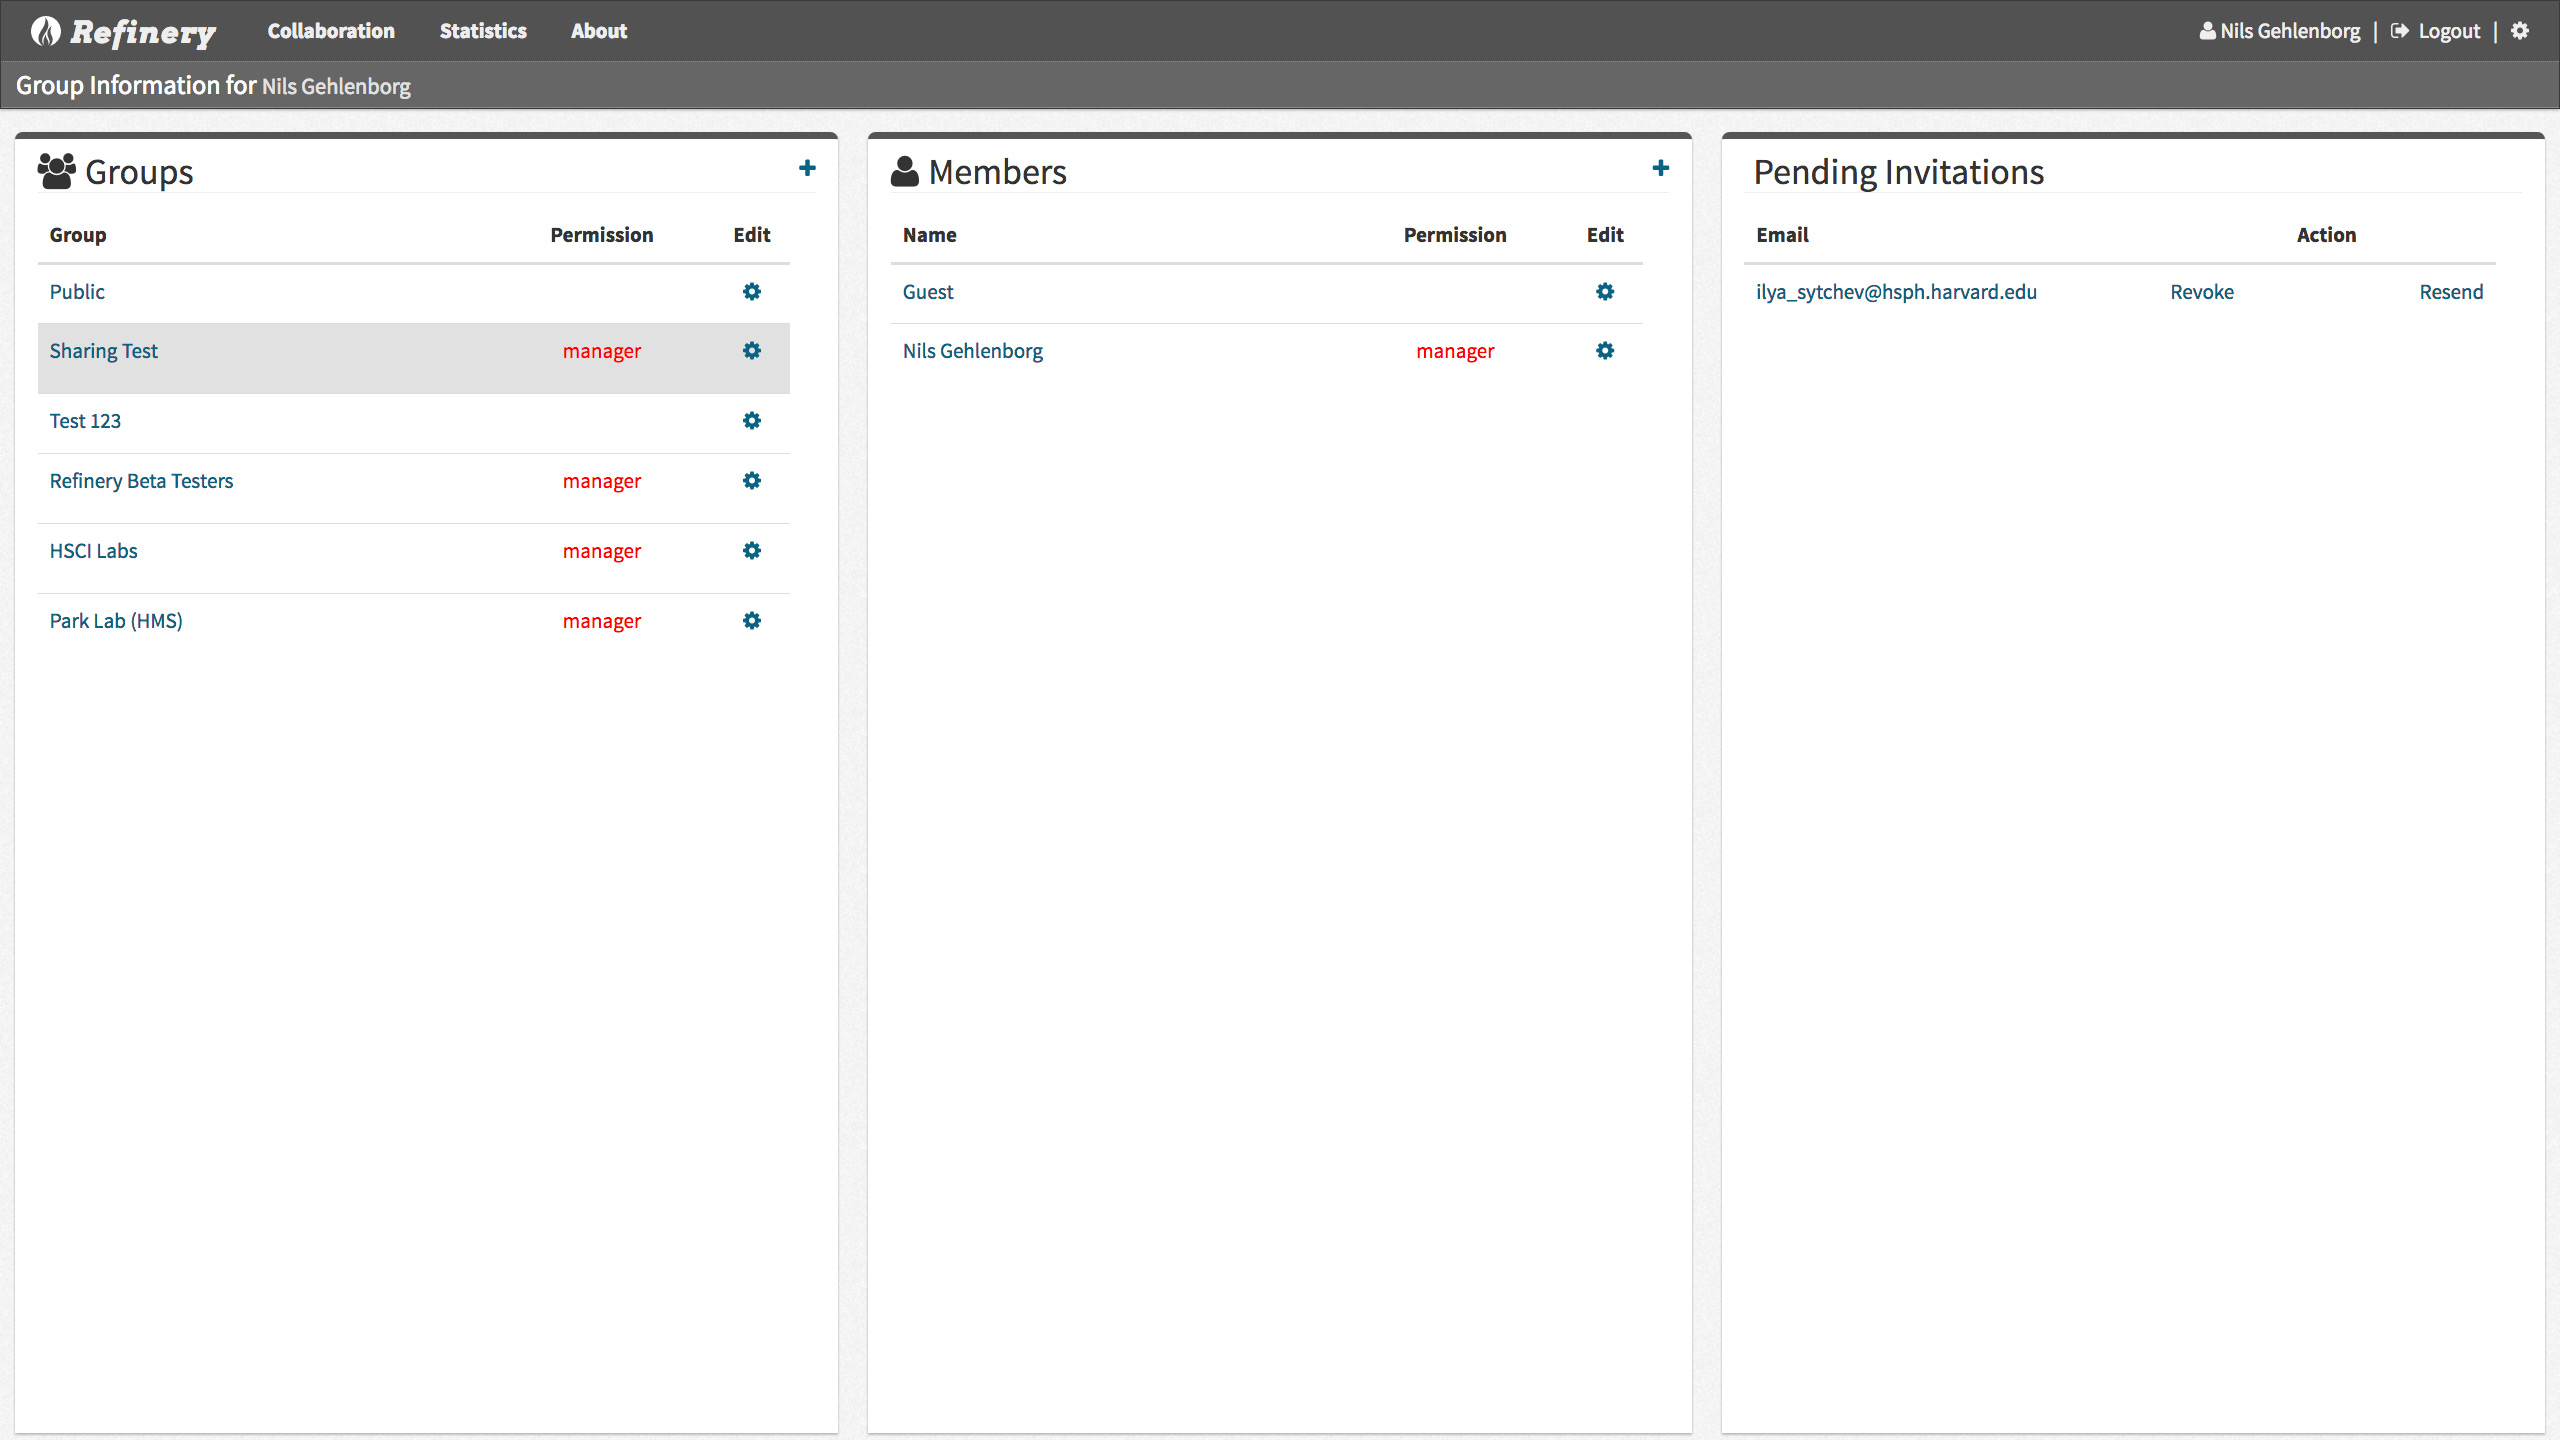 Refinery Collaboration Statistics About Nils Gehlenborg | Logout |
Group Information for Nils Gehlenborg
Groups
Group Permission Edit
Public
Sharing Test manager
Test 123
Refinery Beta Testers manager
HSCI Labs manager
Park Lab (HMS) manager
Members
Name Permission Edit
Guest
Nils Gehlenborg manager
Pending Invitations
Email Action
ilya_sytchev@hsph.harvard.edu Revoke Resend